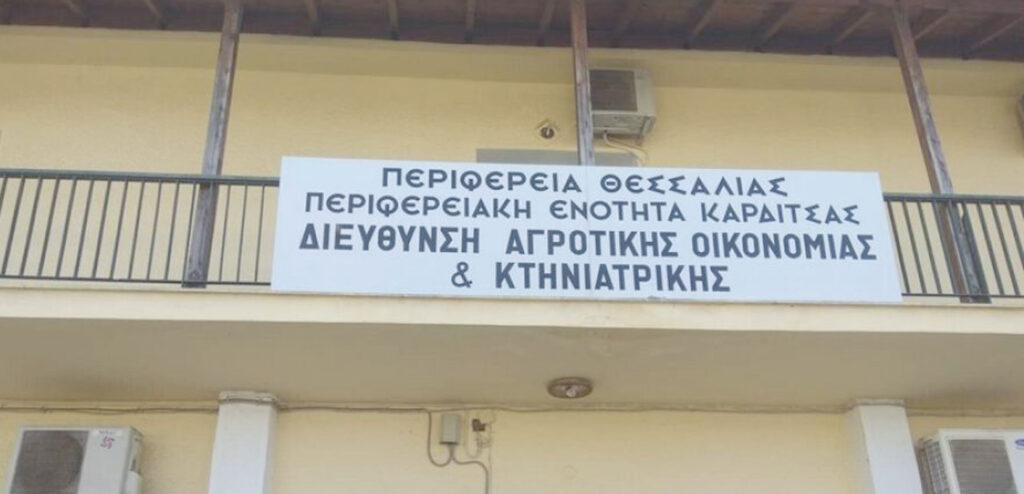 ΠΕΡΙΦΕΡΕΙΑ ΘΕΣΣΑΛΙΑΣ
ΠΕΡΙΦΕΡΕΙΑΚΗ ΕΝΟΤΗΤΑ ΚΑΡΔΙΤΣΑΣ
ΔΙΕΥΘΥΝΣΗ ΑΓΡΟΤΙΚΗΣ ΟΙΚΟΝΟΜΙΑΣ
& ΚΤΗΝΙΑΤΡΙΚΗΣ